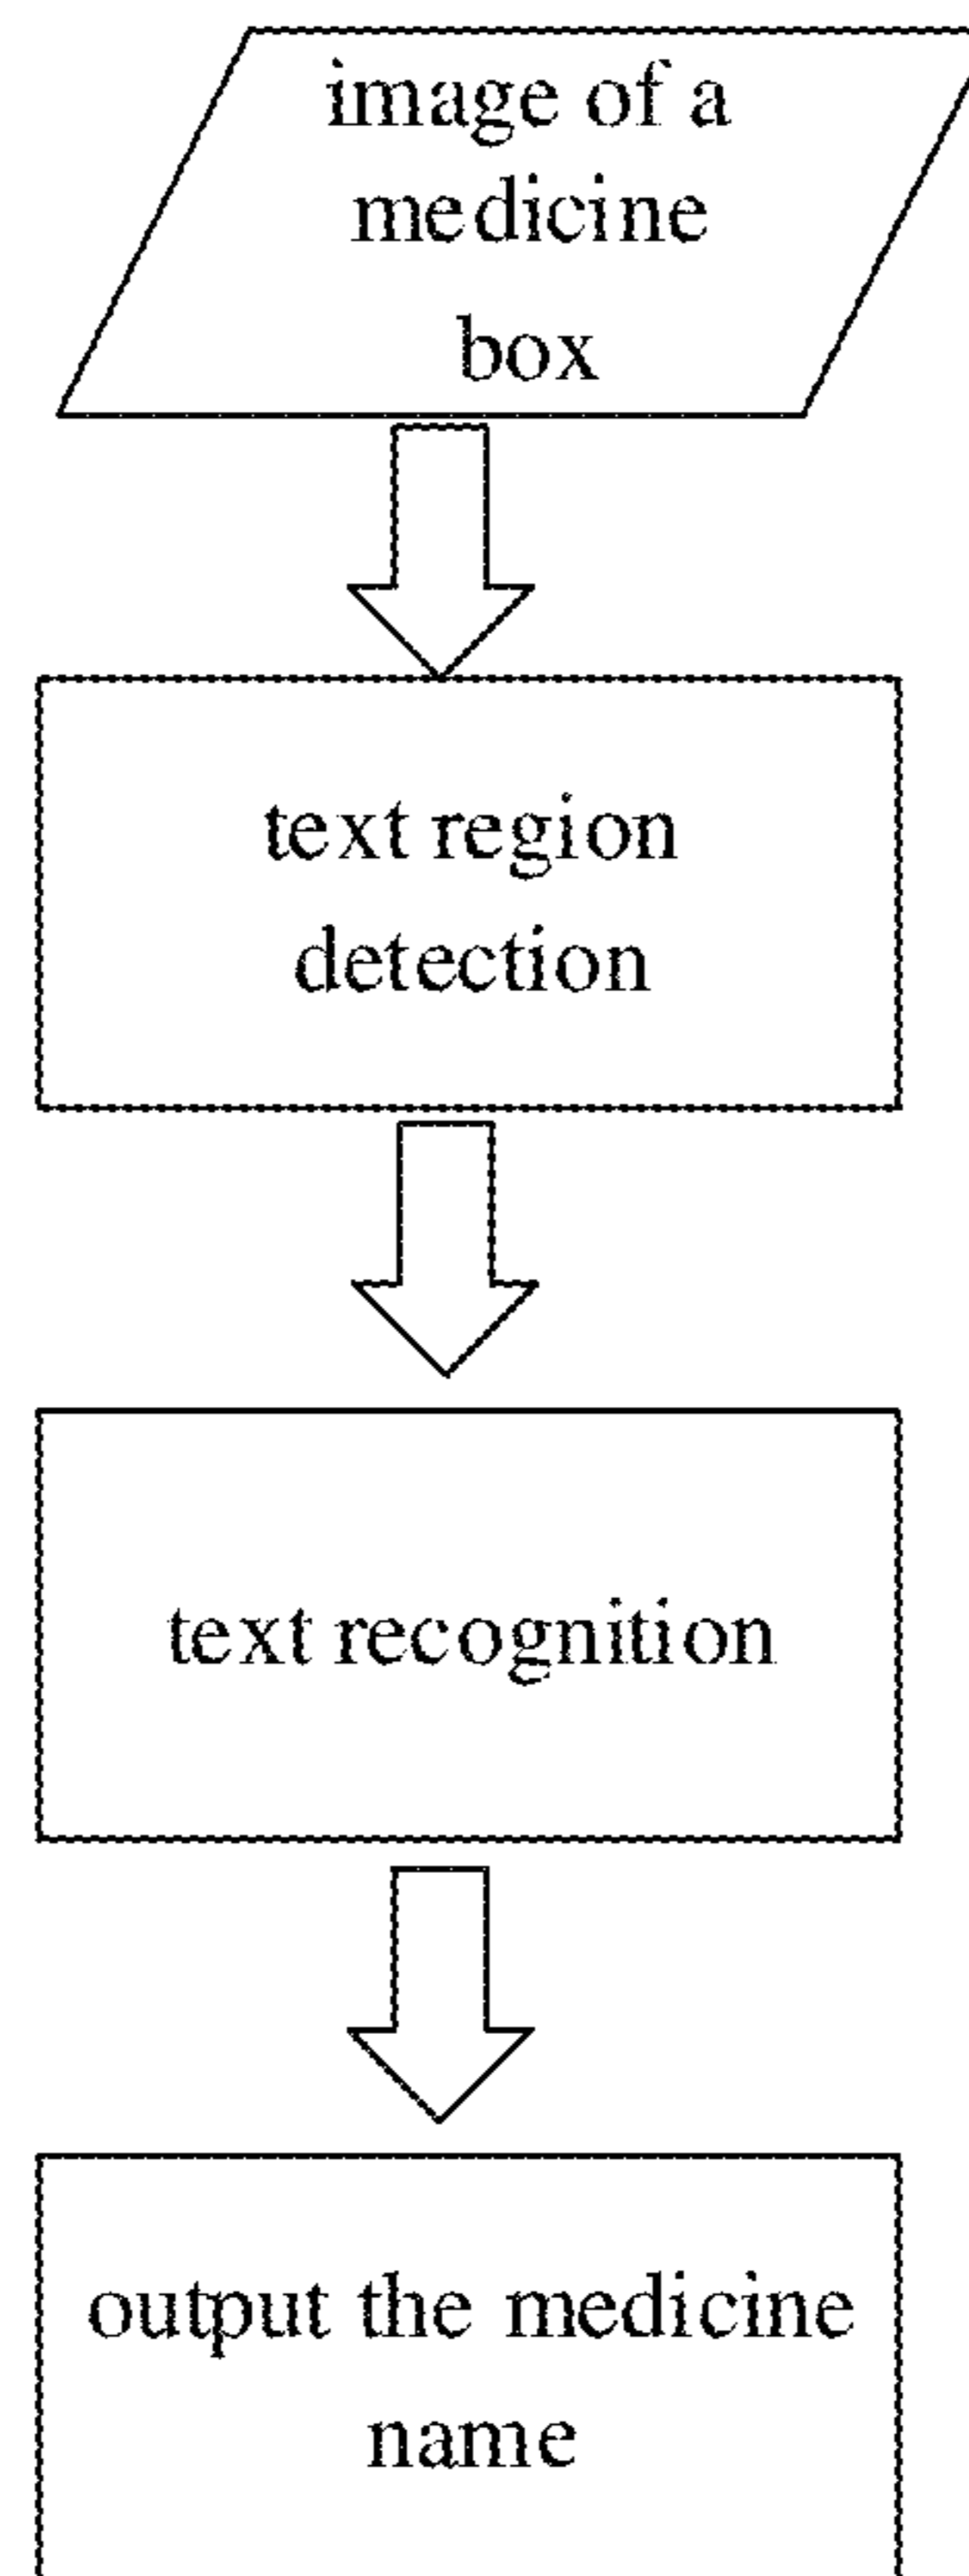 image of a
medicine
box
text region
detection
text recognition
output the medicine
name